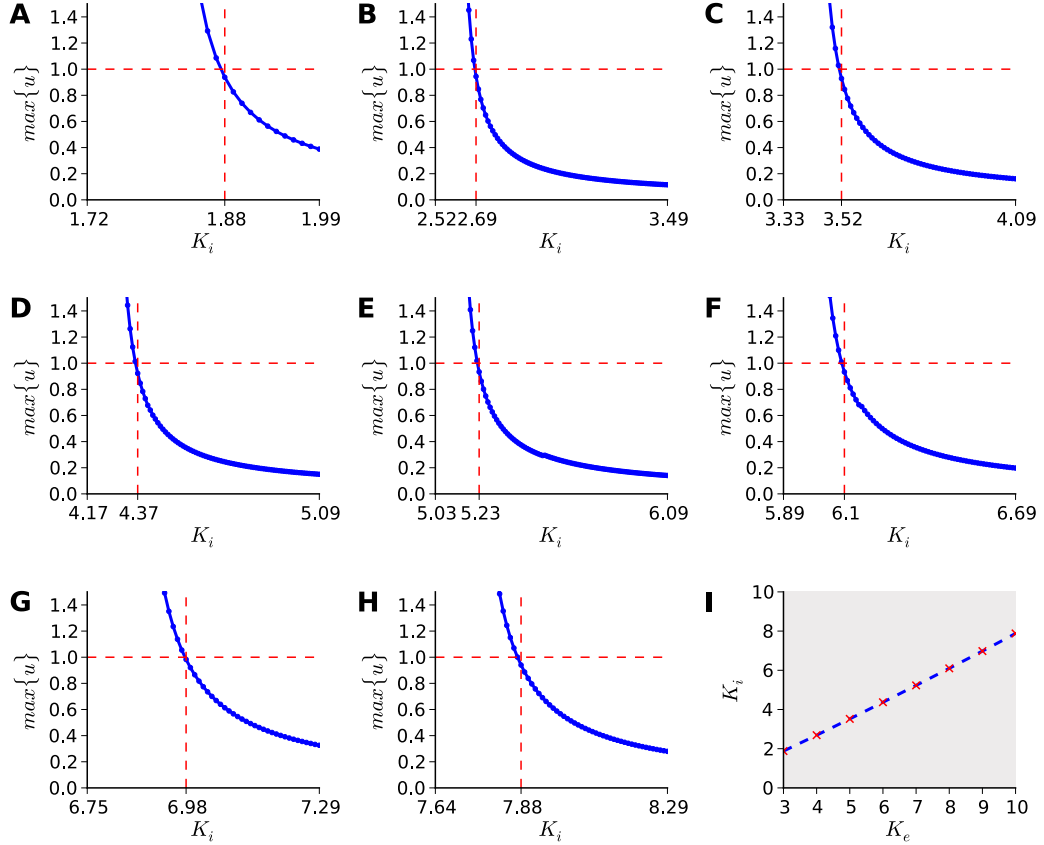 A
max{u}
1.4
1.2
1.0
0.8
0.6
0.4
0.2
0.0
1.72 1.88 1.99
K_i
B
max{u}
1.4
1.2
1.0
0.8
0.6
0.4
0.2
0.0
2.52 2.69 3.49
K_i
C
max{u}
1.4
1.2
1.0
0.8
0.6
0.4
0.2
0.0
3.33 3.52 4.09
K_i
D
max{u}
1.4
1.2
1.0
0.8
0.6
0.4
0.2
0.0
4.17 4.37 5.09
K_i
E
max{u}
1.4
1.2
1.0
0.8
0.6
0.4
0.2
0.0
5.03 5.23 6.09
K_i
F
max{u}
1.4
1.2
1.0
0.8
0.6
0.4
0.2
0.0
5.89 6.1 6.69
K_i
G
max{u}
1.4
1.2
1.0
0.8
0.6
0.4
0.2
0.0
6.75 6.98 7.29
K_i
H
max{u}
1.4
1.2
1.0
0.8
0.6
0.4
0.2
0.0
7.64 7.88 8.29
K_i
I
K_i
10
8
6
4
2
0
3 4 5 6 7 8 9 10
K_e